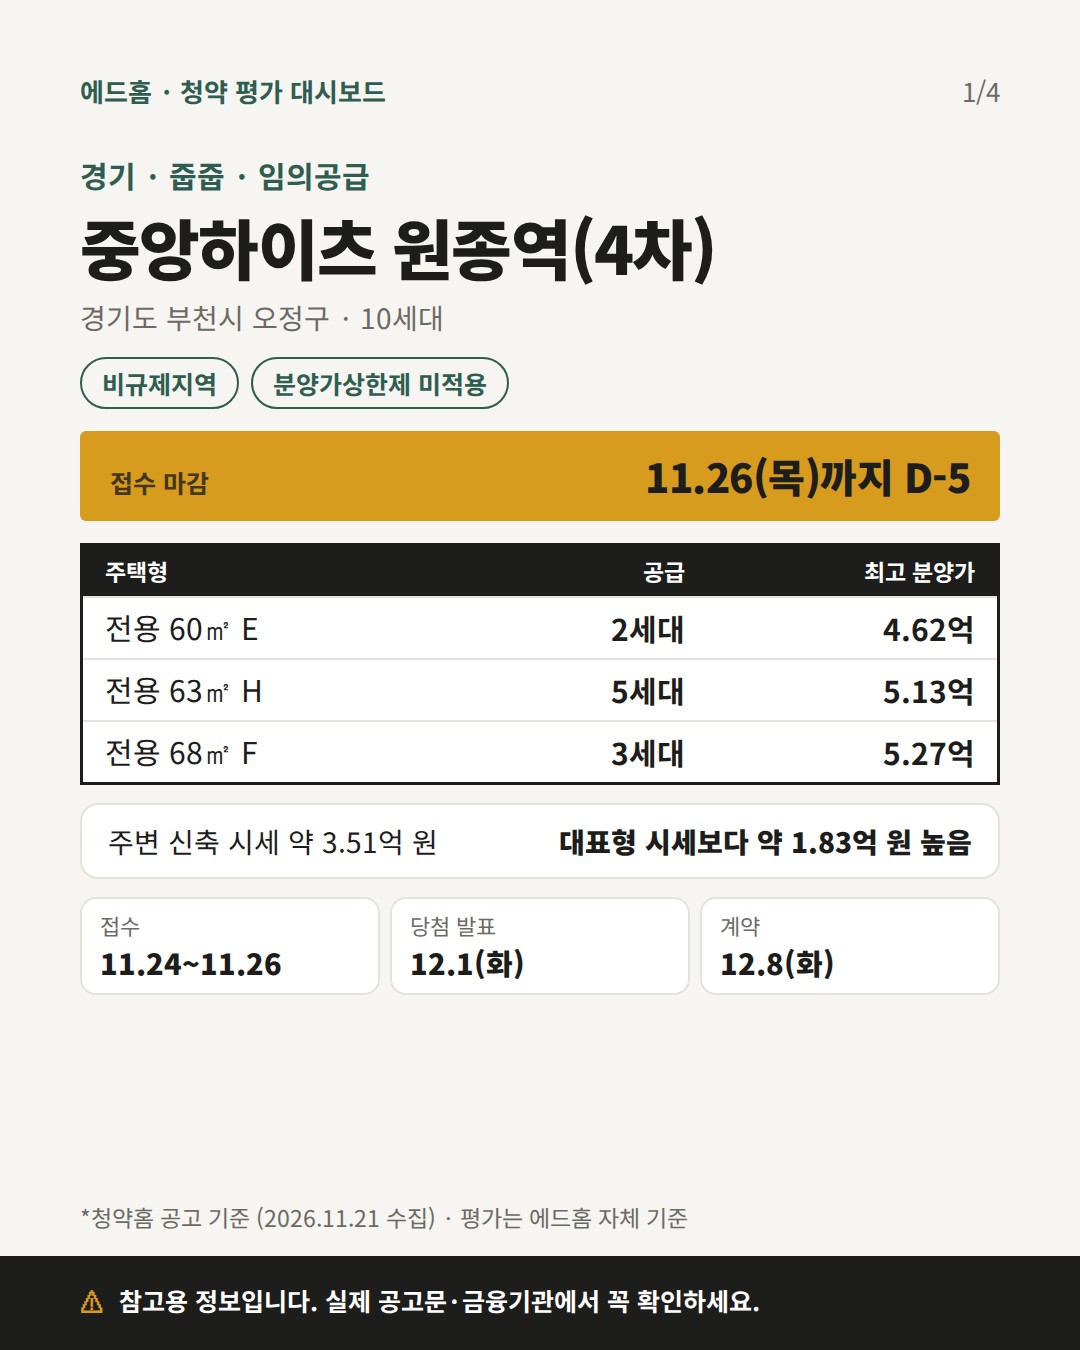 에드홈 · 청약 평가 대시보드 1/4
경기 · 줍줍 · 임의공급
중앙하이츠 원종역(4차)
경기도 부천시 오정구 · 10세대
비규제지역 분양가상한제 미적용
접수 마감 11.26(목)까지 D-5
주택형 공급 최고 분양가
전용 60㎡ E 2세대 4.62억
전용 63㎡ H 5세대 5.13억
전용 68㎡ F 3세대 5.27억
주변 신축 시세 약 3.51억 원 대표형 시세보다 약 1.83억 원 높음
접수 당첨 발표 계약
11.24~11.26 12.1(화) 12.8(화)
*청약홈 공고 기준 (2026.11.21 수집) · 평가는 에드홈 자체 기준
⚠ 참고용 정보입니다. 실제 공고문·금융기관에서 꼭 확인하세요.